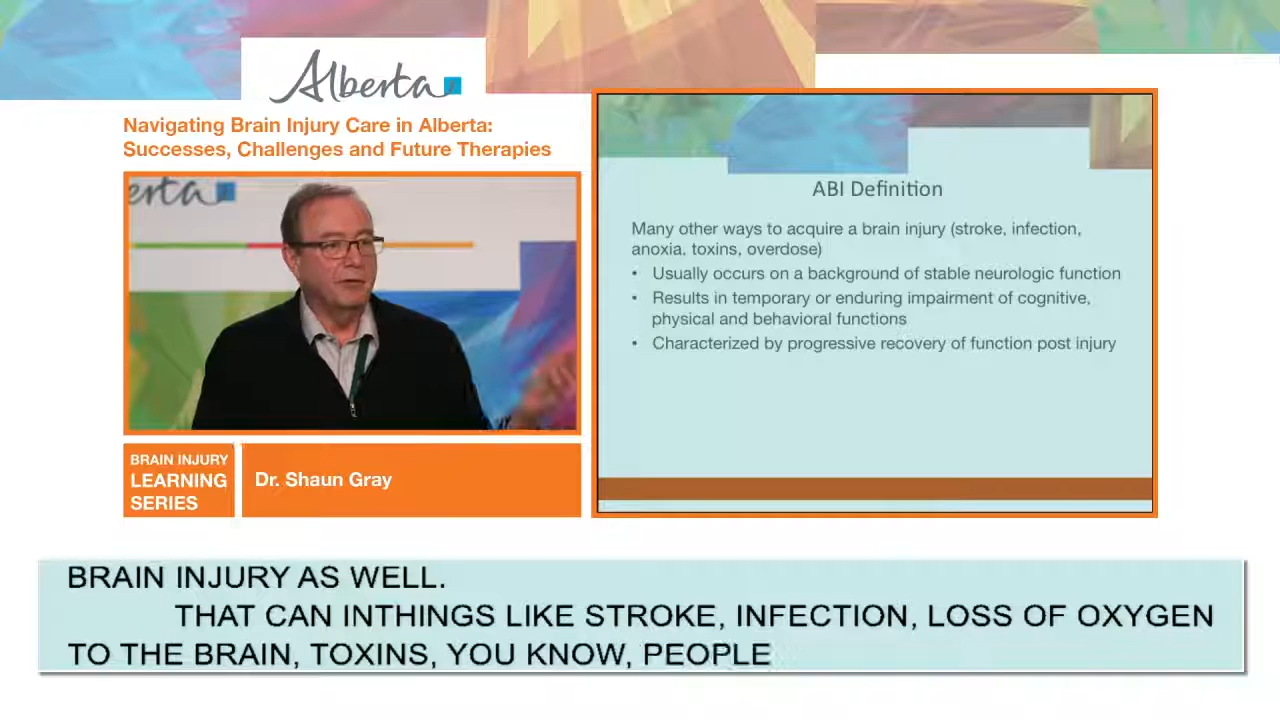 Alberta
Navigating Brain Injury Care in Alberta:
Successes, Challenges and Future Therapies
erta
BRAIN INJURY
LEARNING
SERIES
Dr. Shaun Gray
ABI Definition
Many other ways to acquire a brain injury (stroke, infection,
anoxia, toxins, overdose)
• Usually occurs on a background of stable neurologic function
• Results in temporary or enduring impairment of cognitive,
physical and behavioral functions
• Characterized by progressive recovery of function post injury
BRAIN INJURY AS WELL.
THAT CAN INTHINGS LIKE STROKE, INFECTION, LOSS OF OXYGEN
TO THE BRAIN, TOXINS, YOU KNOW, PEOPLE